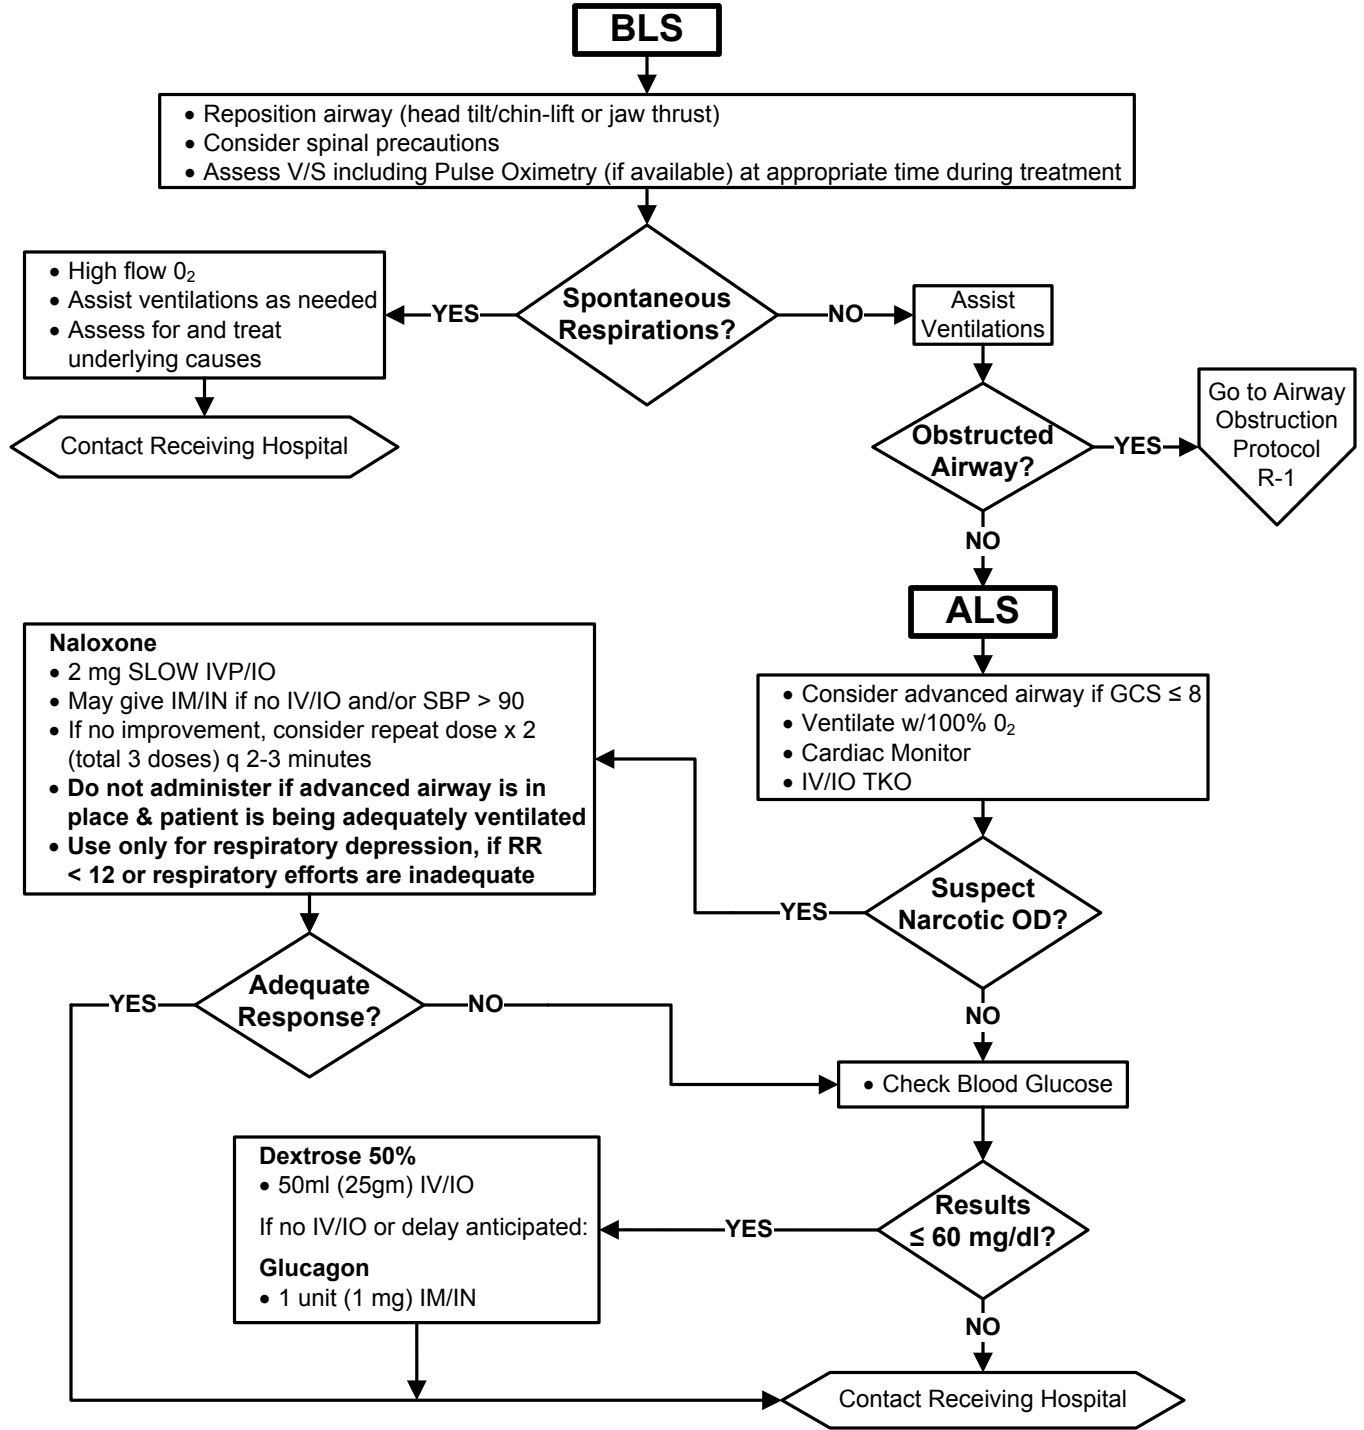 BLS
• Reposition airway (head tilt/chin-lift or jaw thrust)
• Consider spinal precautions
• Assess V/S including Pulse Oximetry (if available) at appropriate time during treatment
Spontaneous
Respirations?
YES
• High flow 0₂
• Assist ventilations as needed
• Assess for and treat
underlying causes
Contact Receiving Hospital
NO
Assist
Ventilations
Obstructed
Airway?
YES
Go to Airway
Obstruction
Protocol
R-1
NO
ALS
• Consider advanced airway if GCS ≤ 8
• Ventilate w/100% 0₂
• Cardiac Monitor
• IV/IO TKO
Suspect
Narcotic OD?
YES
Naloxone
• 2 mg SLOW IVP/IO
• May give IM/IN if no IV/IO and/or SBP > 90
• If no improvement, consider repeat dose x 2
(total 3 doses) q 2-3 minutes
• Do not administer if advanced airway is in
place & patient is being adequately ventilated
• Use only for respiratory depression, if RR
< 12 or respiratory efforts are inadequate
Adequate
Response?
YES
NO
NO
• Check Blood Glucose
Results
≤ 60 mg/dl?
YES
Dextrose 50%
• 50ml (25gm) IV/IO
If no IV/IO or delay anticipated:
Glucagon
• 1 unit (1 mg) IM/IN
NO
Contact Receiving Hospital